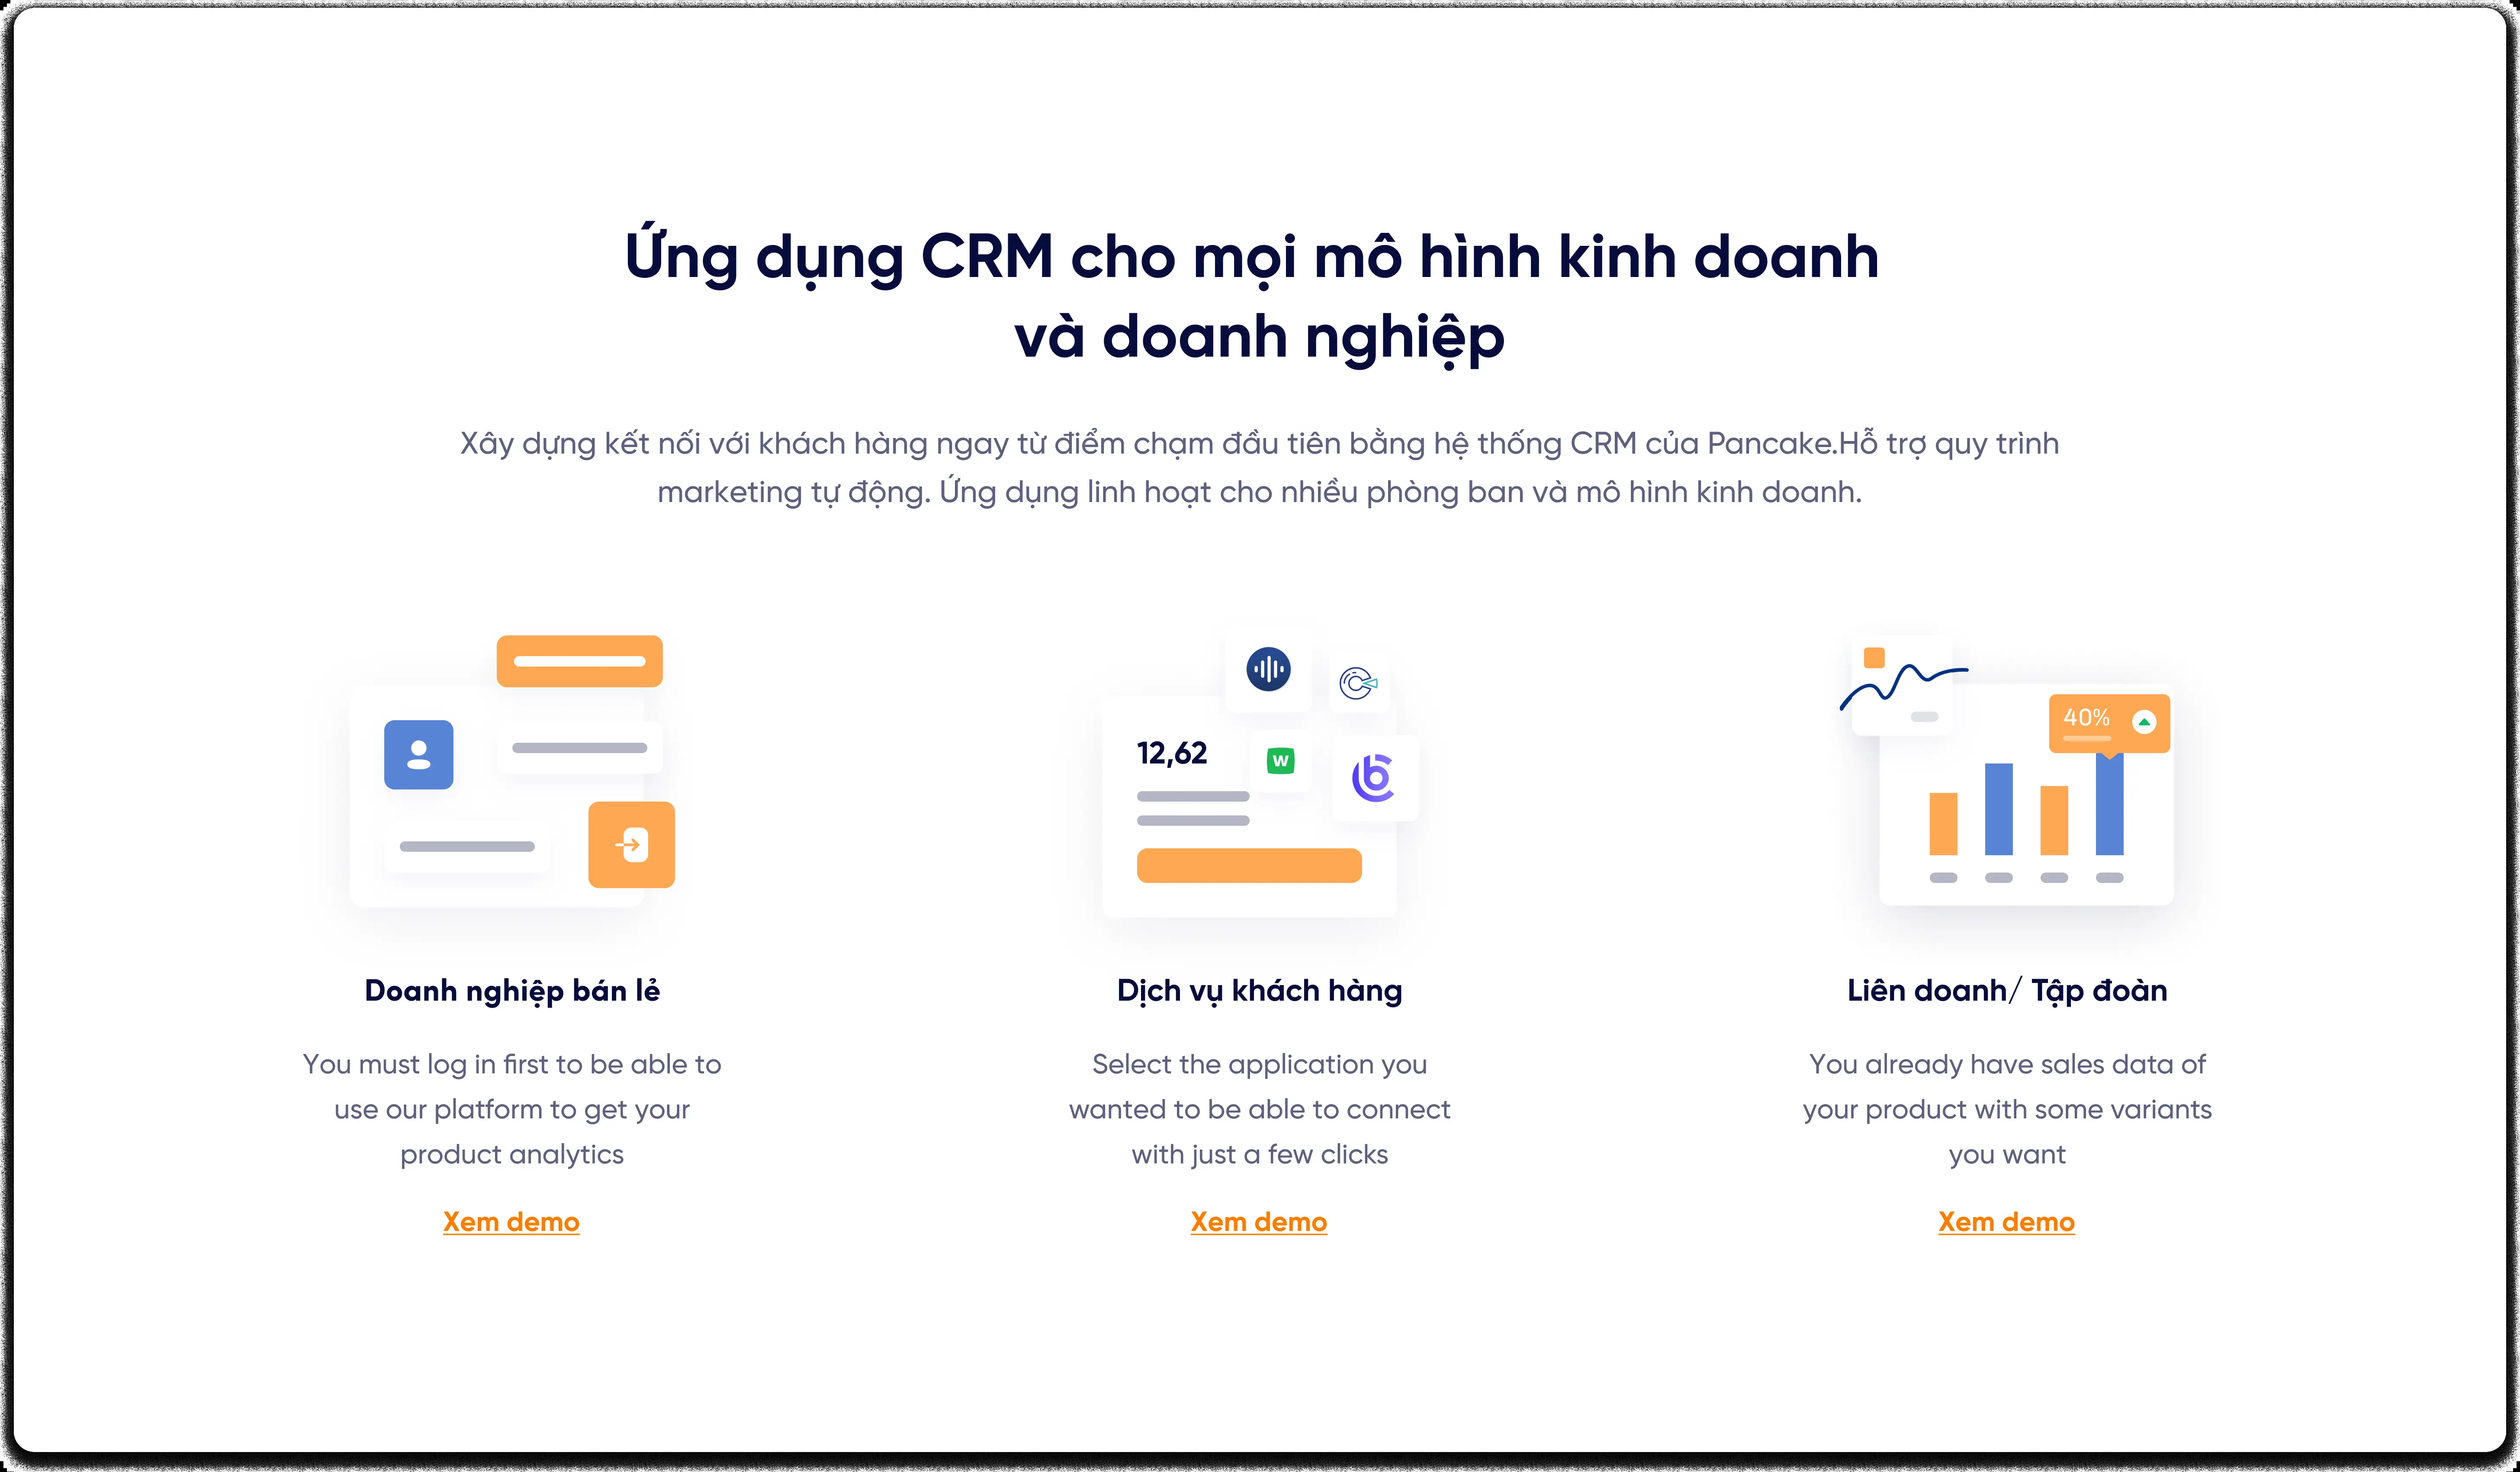 Ứng dụng CRM cho mọi mô hình kinh doanh
và doanh nghiệp
Xây dựng kết nối với khách hàng ngay từ điểm chạm đầu tiên bằng hệ thống CRM của Pancake.Hỗ trợ quy trình
marketing tự động. Ứng dụng linh hoạt cho nhiều phòng ban và mô hình kinh doanh.
12,62
W
40%
Doanh nghiệp bán lẻ
You must log in first to be able to
use our platform to get your
product analytics
Xem demo
Dịch vụ khách hàng
Select the application you
wanted to be able to connect
with just a few clicks
Xem demo
Liên doanh/ Tập đoàn
You already have sales data of
your product with some variants
you want
Xem demo